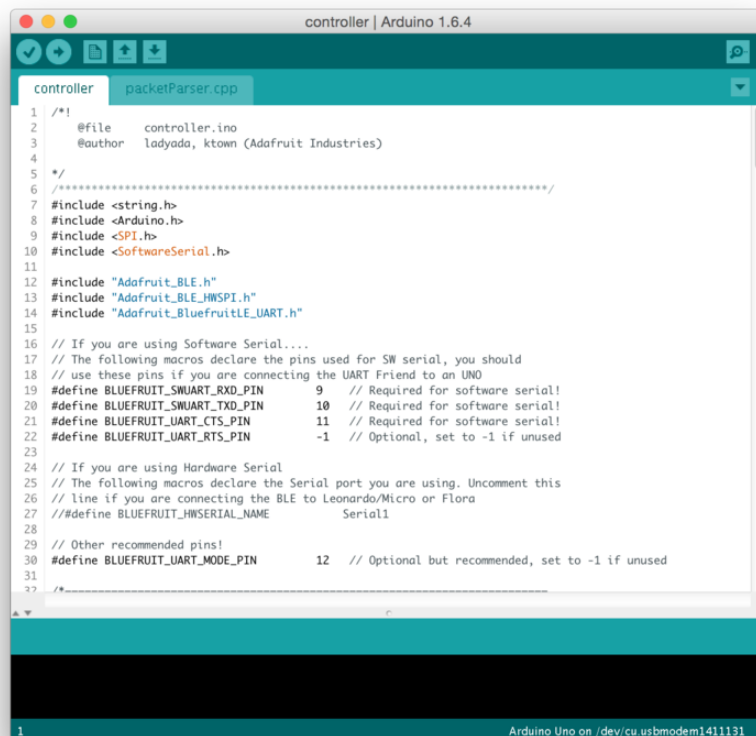 controller | Arduino 1.6.4
controller packetParser.cpp
1 /*!
2 @file controller.ino
3 @author ladyada, ktown (Adafruit Industries)
4
5 */
6 /**************************************************************************/
7 #include <string.h>
8 #include <Arduino.h>
9 #include <SPI.h>
10 #include <SoftwareSerial.h>
11
12 #include "Adafruit_BLE.h"
13 #include "Adafruit_BLE_HWSPI.h"
14 #include "Adafruit_BluefruitLE_UART.h"
15
16 // If you are using Software Serial....
17 // The following macros declare the pins used for SW serial, you should
18 // use these pins if you are connecting the UART Friend to an UNO
19 #define BLUEFRUIT_SWUART_RXD_PIN 9 // Required for software serial!
20 #define BLUEFRUIT_SWUART_TXD_PIN 10 // Required for software serial!
21 #define BLUEFRUIT_UART_CTS_PIN 11 // Required for software serial!
22 #define BLUEFRUIT_UART_RTS_PIN -1 // Optional, set to -1 if unused
23
24 // If you are using Hardware Serial
25 // The following macros declare the Serial port you are using. Uncomment this
26 // line if you are connecting the BLE to Leonardo/Micro or Flora
27 //#define BLUEFRUIT_HWSERIAL_NAME Serial1
28
29 // Other recommended pins!
30 #define BLUEFRUIT_UART_MODE_PIN 12 // Optional but recommended, set to -1 if unused
31
32 /*=========================================================================
1 Arduino Uno on /dev/cu.usbmodem1411131